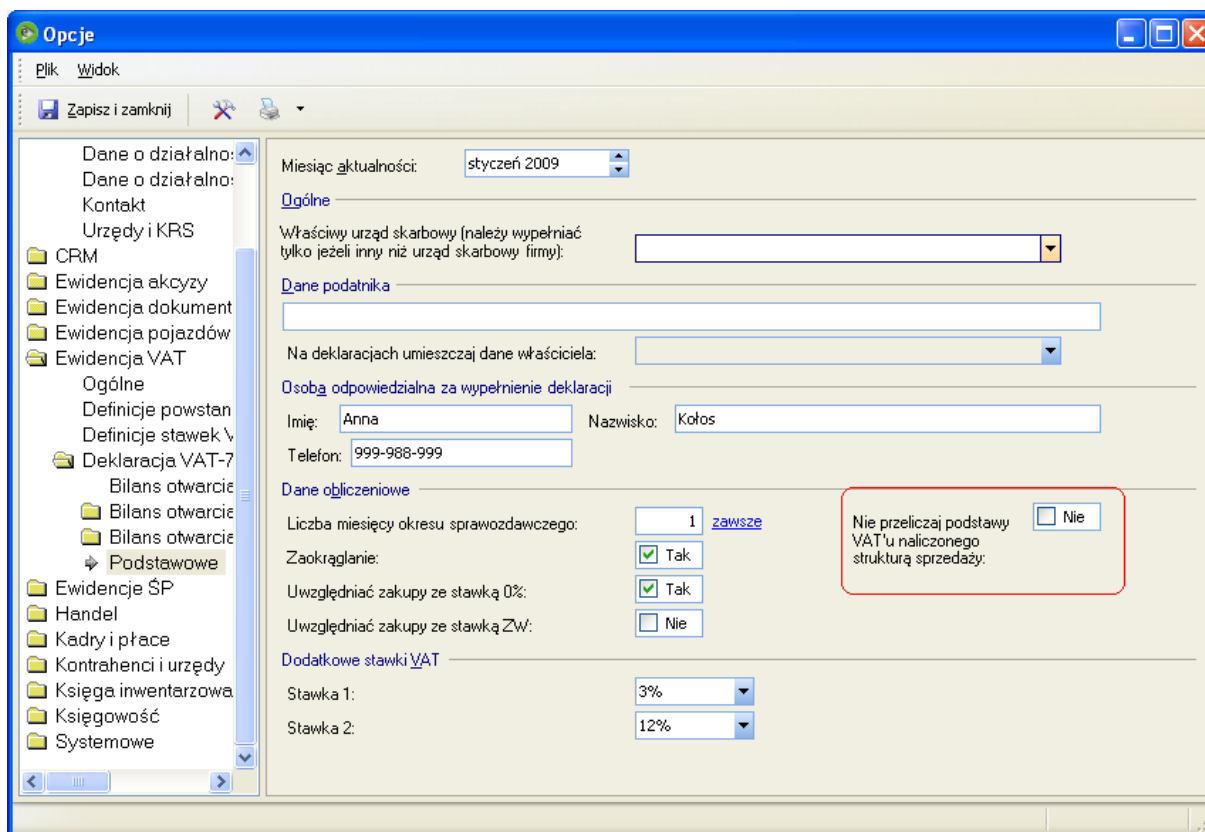 Opcje
Plik Widok
Zapisz i zamknij
Dane o działalno
Dane o działalno
Kontakt
Urzędy i KRS
CRM
Ewidencja akcyzy
Ewidencja dokument
Ewidencja pojazdów
Ewidencja VAT
Ogólne
Definicje powstan
Definicje stawek V
Deklaracja VAT-7
Bilans otwarcia
Bilans otwarcia
Bilans otwarcia
Podstawowe
Ewidencje ŚP
Handel
Kadry i płace
Kontrahenci i urzędy
Księga inwentarzowa
Księgowość
Systemowe
Miesiąc aktualności: styczeń 2009
Ogólne
Właściwy urząd skarbowy (należy wypełniać
tylko jeżeli inny niż urząd skarbowy firmy):
Dane podatnika
Na deklaracjach umieszczaj dane właściciela:
Osoba odpowiedzialna za wypełnienie deklaracji
Imię: Anna Nazwisko: Kołos
Telefon: 999-988-999
Dane obliczeniowe
Liczba miesięcy okresu sprawozdawczego: 1 zawsze
Zaokrąglanie: Tak
Uwzględniać zakupy ze stawką 0%: Tak
Uwzględniać zakupy ze stawką ZW: Nie
Nie przeliczaj podstawy Nie
VAT'u naliczonego
strukturą sprzedaży:
Dodatkowe stawki VAT
Stawka 1: 3%
Stawka 2: 12%